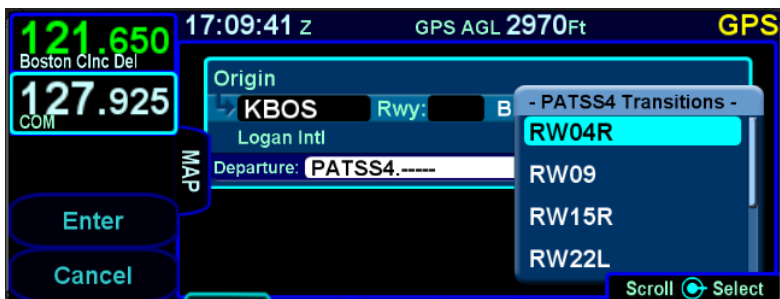 17:09:41 Z GPS AGL 2970Ft GPS
121.650
Boston Clnc Del
127.925
COM
MAP
Enter
Cancel
Origin
KBOS Rwy: B
Logan Intl
Departure: PATSS4.-----
- PATSS4 Transitions -
RW04R
RW09
RW15R
RW22L
Scroll Select